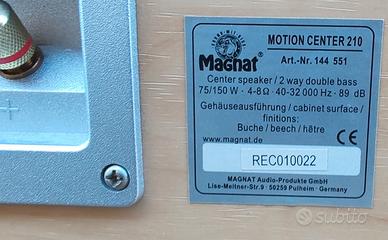 Magnat
MOTION CENTER 210
Art.-Nr. 144 551
Center speaker / 2 way double bass
75/150 W · 4-8Ω · 40-32 000 Hz · 89 dB
Gehäuseausführung / cabinet surface /
finitions:
Buche / beech / hêtre
www.magnat.de
CE
REC010022
MAGNAT Audio-Produkte GmbH
Lise-Meitner-Str.9 · 50259 Pulheim · Germany
subito